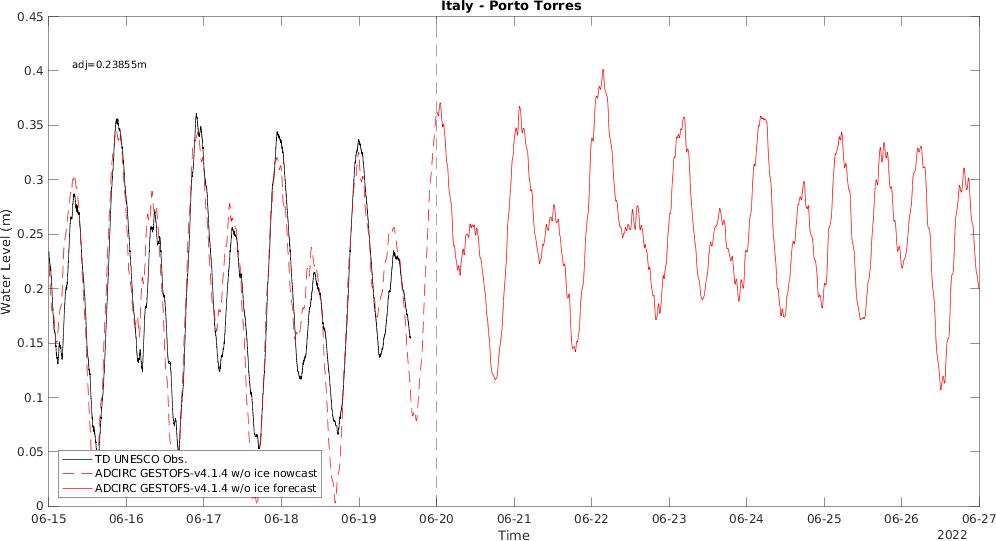 Italy - Porto Torres
0.45
0.4
0.35
0.3
0.25
0.2
0.15
0.1
0.05
0
Water Level (m)
adj=0.23855m
TD UNESCO Obs.
ADCIRC GESTOFS-v4.1.4 w/o ice nowcast
ADCIRC GESTOFS-v4.1.4 w/o ice forecast
06-15 06-16 06-17 06-18 06-19 06-20 06-21 06-22 06-23 06-24 06-25 06-26 06-27
Time
2022